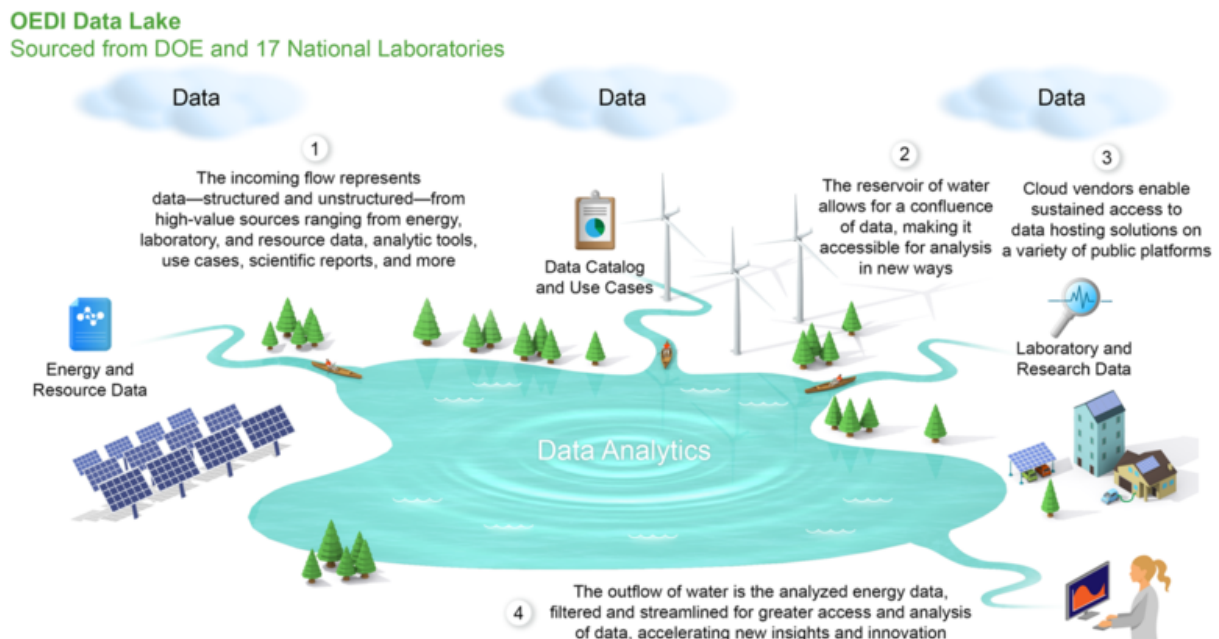 OEDI Data Lake
Sourced from DOE and 17 National Laboratories
Data
Data
Data
1
The incoming flow represents
data—structured and unstructured—from
high-value sources ranging from energy,
laboratory, and resource data, analytic tools,
use cases, scientific reports, and more
2
The reservoir of water
allows for a confluence
of data, making it
accessible for analysis
in new ways
3
Cloud vendors enable
sustained access to
data hosting solutions on
a variety of public platforms
Data Catalog
and Use Cases
Energy and
Resource Data
Laboratory and
Research Data
Data Analytics
4
The outflow of water is the analyzed energy data,
filtered and streamlined for greater access and analysis
of data, accelerating new insights and innovation